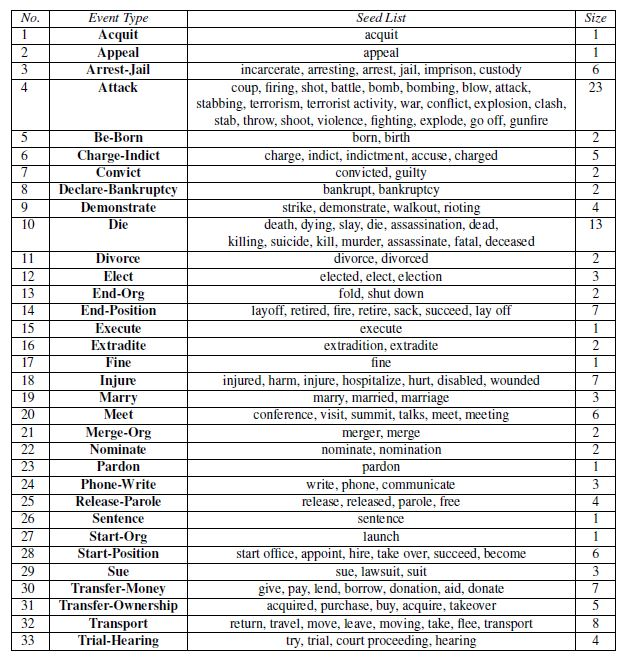 No. Event Type Seed List Size
1 Acquit acquit 1
2 Appeal appeal 1
3 Arrest-Jail incarcerate, arresting, arrest, jail, imprison, custody 6
4 Attack coup, firing, shot, battle, bomb, bombing, blow, attack, 23
stabbing, terrorism, terrorist activity, war, conflict, explosion, clash,
stab, throw, shoot, violence, fighting, explode, go off, gunfire
5 Be-Born born, birth 2
6 Charge-Indict charge, indict, indictment, accuse, charged 5
7 Convict convicted, guilty 2
8 Declare-Bankruptcy bankrupt, bankruptcy 2
9 Demonstrate strike, demonstrate, walkout, rioting 4
10 Die death, dying, slay, die, assassination, dead, 13
killing, suicide, kill, murder, assassinate, fatal, deceased
11 Divorce divorce, divorced 2
12 Elect elected, elect, election 3
13 End-Org fold, shut down 2
14 End-Position layoff, retired, fire, retire, sack, succeed, lay off 7
15 Execute execute 1
16 Extradite extradition, extradite 2
17 Fine fine 1
18 Injure injured, harm, injure, hospitalize, hurt, disabled, wounded 7
19 Marry marry, married, marriage 3
20 Meet conference, visit, summit, talks, meet, meeting 6
21 Merge-Org merger, merge 2
22 Nominate nominate, nomination 2
23 Pardon pardon 1
24 Phone-Write write, phone, communicate 3
25 Release-Parole release, released, parole, free 4
26 Sentence sentence 1
27 Start-Org launch 1
28 Start-Position start office, appoint, hire, take over, succeed, become 6
29 Sue sue, lawsuit, suit 3
30 Transfer-Money give, pay, lend, borrow, donation, aid, donate 7
31 Transfer-Ownership acquired, purchase, buy, acquire, takeover 5
32 Transport return, travel, move, leave, moving, take, flee, transport 8
33 Trial-Hearing try, trial, court proceeding, hearing 4